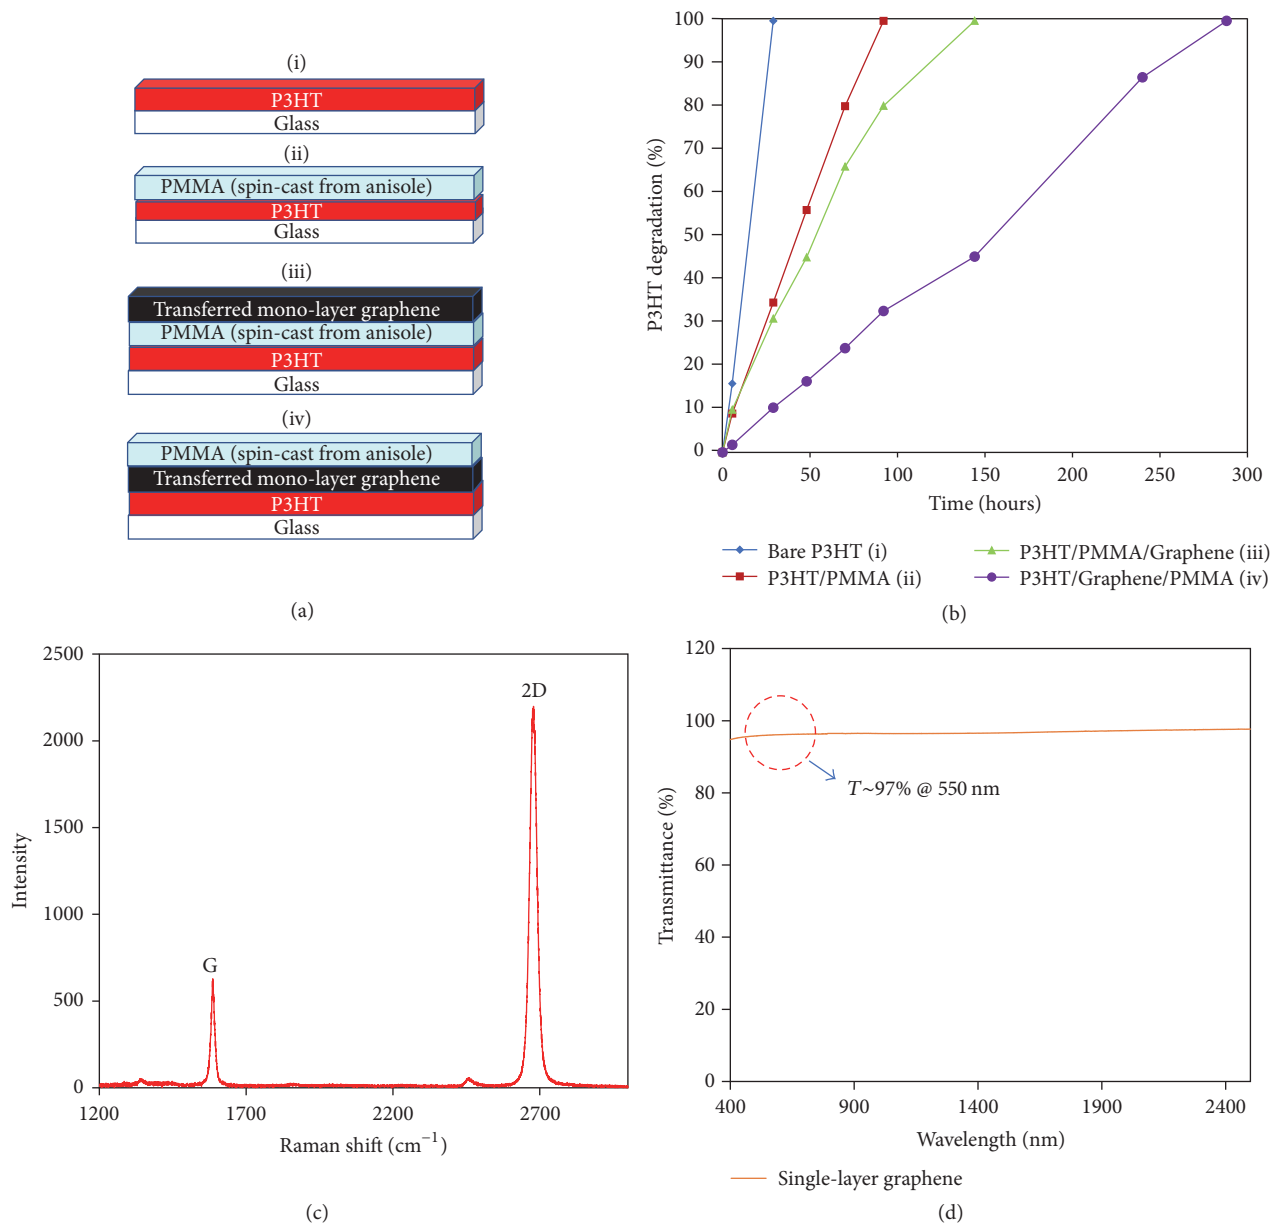 (i)
P3HT
Glass
(ii)
PMMA (spin-cast from anisole)
P3HT
Glass
(iii)
Transferred mono-layer graphene
PMMA (spin-cast from anisole)
P3HT
Glass
(iv)
PMMA (spin-cast from anisole)
Transferred mono-layer graphene
P3HT
Glass
(a)
P3HT degradation (%)
100
90
80
70
60
50
40
30
20
10
0
0 50 100 150 200 250 300
Time (hours)
Bare P3HT (i)
P3HT/PMMA (ii)
P3HT/PMMA/Graphene (iii)
P3HT/Graphene/PMMA (iv)
(b)
Intensity
2500
2000
1500
1000
500
0
G
2D
1200 1700 2200 2700
Raman shift (cm⁻¹)
(c)
Transmittance (%)
120
100
80
60
40
20
0
T~97% @ 550 nm
400 900 1400 1900 2400
Wavelength (nm)
Single-layer graphene
(d)